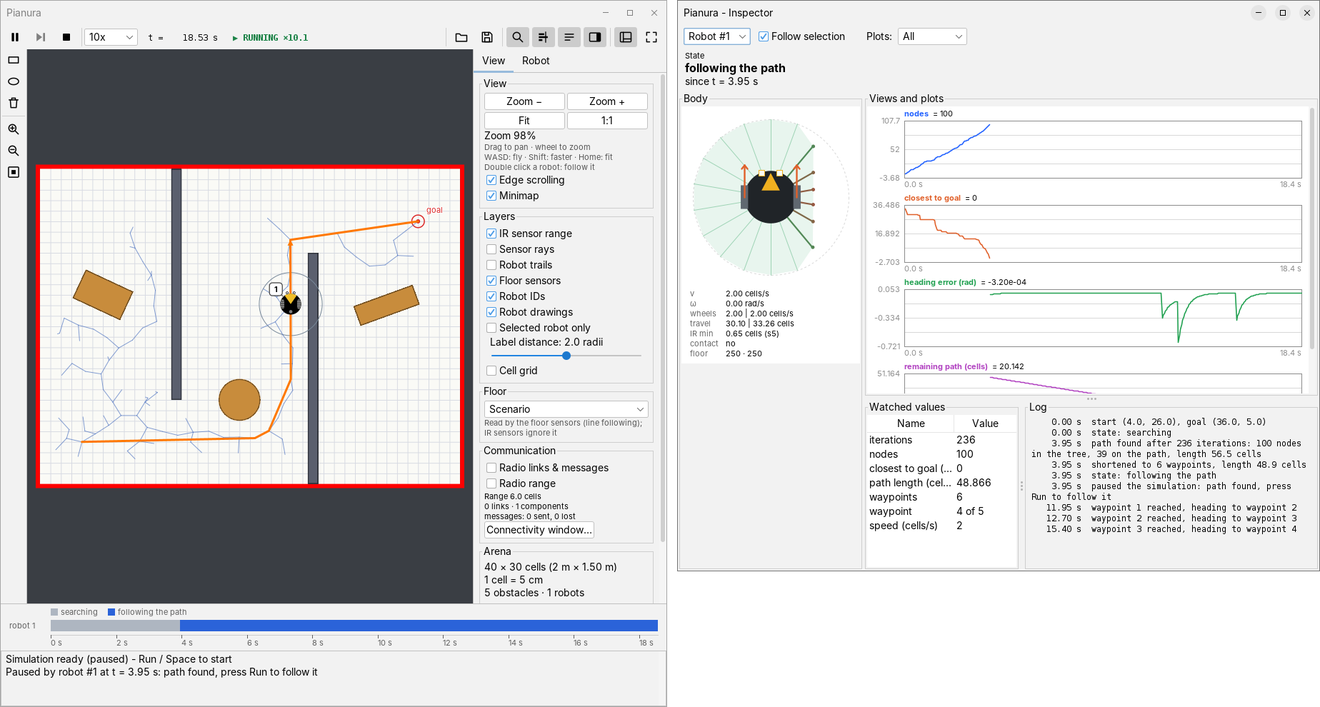 Pianura
10x
t = 18.53 s
▶ RUNNING ×10.1
goal
1
View Robot
View
Zoom −
Zoom +
Fit
1:1
Zoom 98%
Drag to pan · wheel to zoom
WASD: fly · Shift: faster · Home: fit
Double click a robot: follow it
Edge scrolling
Minimap
Layers
IR sensor range
Sensor rays
Robot trails
Floor sensors
Robot IDs
Robot drawings
Selected robot only
Label distance: 2.0 radii
Cell grid
Floor
Scenario
Read by the floor sensors (line following);
IR sensors ignore it
Communication
Radio links & messages
Radio range
Range 6.0 cells
0 links · 1 components
messages: 0 sent, 0 lost
Connectivity window...
Arena
40 × 30 cells (2 m × 1.50 m)
1 cell = 5 cm
5 obstacles · 1 robots
searching
following the path
robot 1
0 s 2 s 4 s 6 s 8 s 10 s 12 s 14 s 16 s 18 s
Simulation ready (paused) - Run / Space to start
Paused by robot #1 at t = 3.95 s: path found, press Run to follow it
Pianura - Inspector
Robot #1
Follow selection
Plots: All
State
following the path
since t = 3.95 s
Body
v 2.00 cells/s
ω 0.00 rad/s
wheels 2.00 | 2.00 cells/s
travel 30.10 | 33.26 cells
IR min 0.65 cells (s5)
contact no
floor 250 · 250
Views and plots
nodes = 100
107.7
52
-3.68
0.0 s 18.4 s
closest to goal = 0
36.486
16.892
-2.703
0.0 s 18.4 s
heading error (rad) = -3.20e-04
0.053
-0.334
-0.721
0.0 s 18.4 s
remaining path (cells) = 20.142
51.164
Watched values
Name Value
iterations 236
nodes 100
closest to goal (... 0
path length (cel... 48.866
waypoints 6
waypoint 4 of 5
speed (cells/s) 2
Log
0.00 s start (4.0, 26.0), goal (36.0, 5.0)
0.00 s state: searching
3.95 s path found after 236 iterations: 100 nodes
in the tree, 39 on the path, length 56.5 cells
3.95 s shortened to 6 waypoints, length 48.9 cells
3.95 s state: following the path
3.95 s paused the simulation: path found, press
Run to follow it
11.95 s waypoint 1 reached, heading to waypoint 2
12.70 s waypoint 2 reached, heading to waypoint 3
15.40 s waypoint 3 reached, heading to waypoint 4